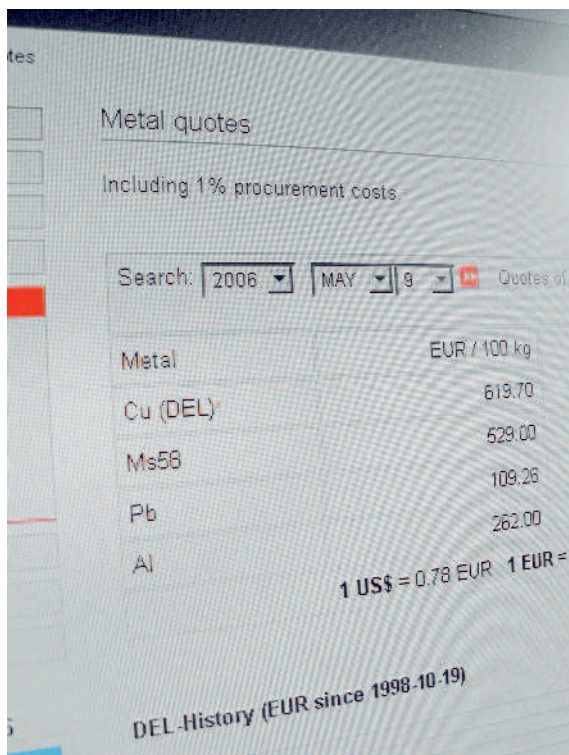 tes
Metal quotes
Including 1% procurement costs
Search: 2006 MAY 9 Quotes of
Metal EUR / 100 kg
Cu (DEL)* 619.70
Ms58 529.00
Pb 109.26
Al 262.00
1 US$ = 0.78 EUR 1 EUR =
DEL-History (EUR since 1998-10-19)